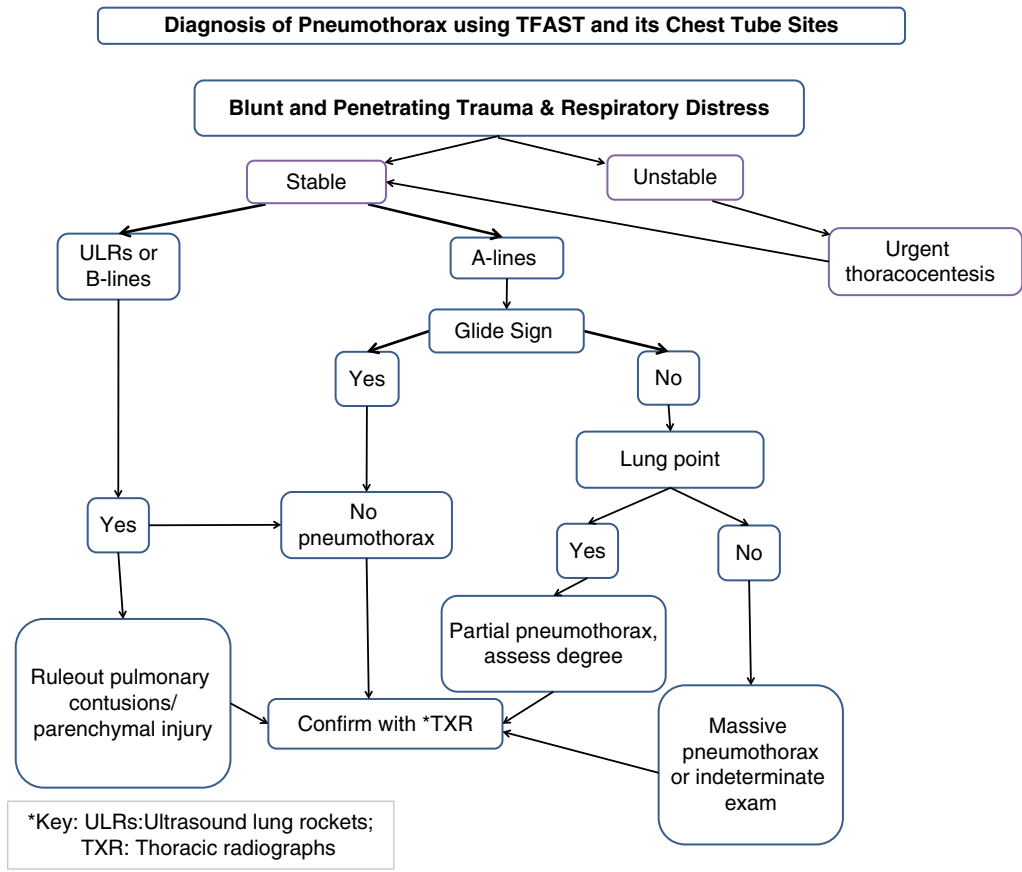 Diagnosis of Pneumothorax using TFAST and its Chest Tube Sites
Blunt and Penetrating Trauma & Respiratory Distress
Stable
Unstable
ULRs or
B-lines
A-lines
Urgent
thoracocentesis
Glide Sign
Yes
No
Lung point
Yes
No
pneumothorax
Yes
No
Partial pneumothorax,
assess degree
Ruleout pulmonary
contusions/
parenchymal injury
Confirm with *TXR
Massive
pneumothorax
or indeterminate
exam
*Key: ULRs:Ultrasound lung rockets;
TXR: Thoracic radiographs